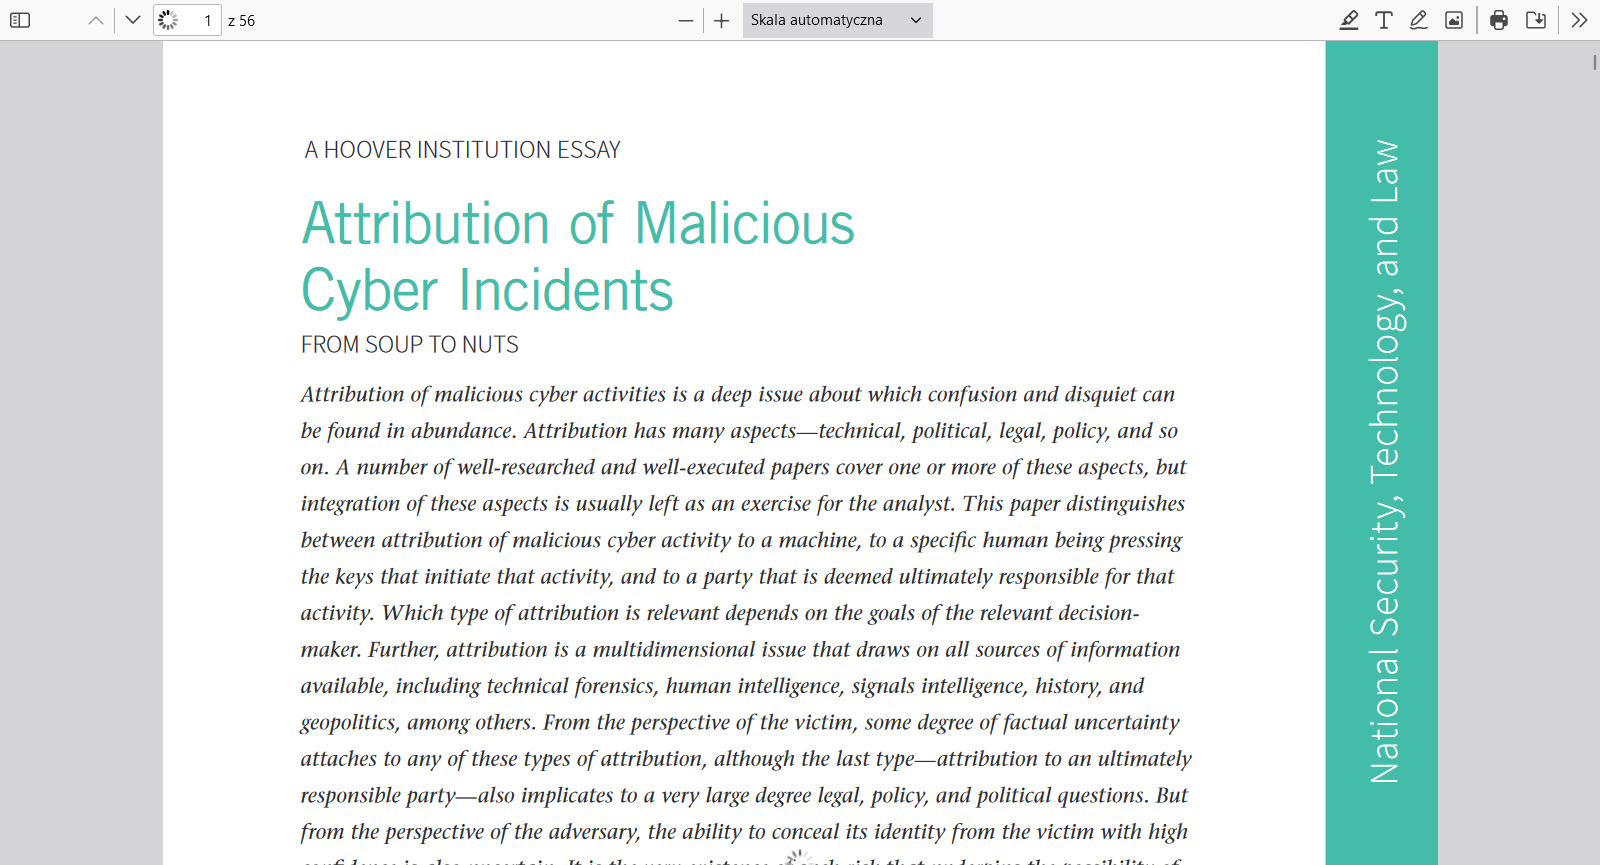 1 z 56
Skala automatyczna
A HOOVER INSTITUTION ESSAY
Attribution of Malicious
Cyber Incidents
FROM SOUP TO NUTS
Attribution of malicious cyber activities is a deep issue about which confusion and disquiet can
be found in abundance. Attribution has many aspects—technical, political, legal, policy, and so
on. A number of well-researched and well-executed papers cover one or more of these aspects, but
integration of these aspects is usually left as an exercise for the analyst. This paper distinguishes
between attribution of malicious cyber activity to a machine, to a specific human being pressing
the keys that initiate that activity, and to a party that is deemed ultimately responsible for that
activity. Which type of attribution is relevant depends on the goals of the relevant decision-
maker. Further, attribution is a multidimensional issue that draws on all sources of information
available, including technical forensics, human intelligence, signals intelligence, history, and
geopolitics, among others. From the perspective of the victim, some degree of factual uncertainty
attaches to any of these types of attribution, although the last type—attribution to an ultimately
responsible party—also implicates to a very large degree legal, policy, and political questions. But
from the perspective of the adversary, the ability to conceal its identity from the victim with high
National Security, Technology, and Law